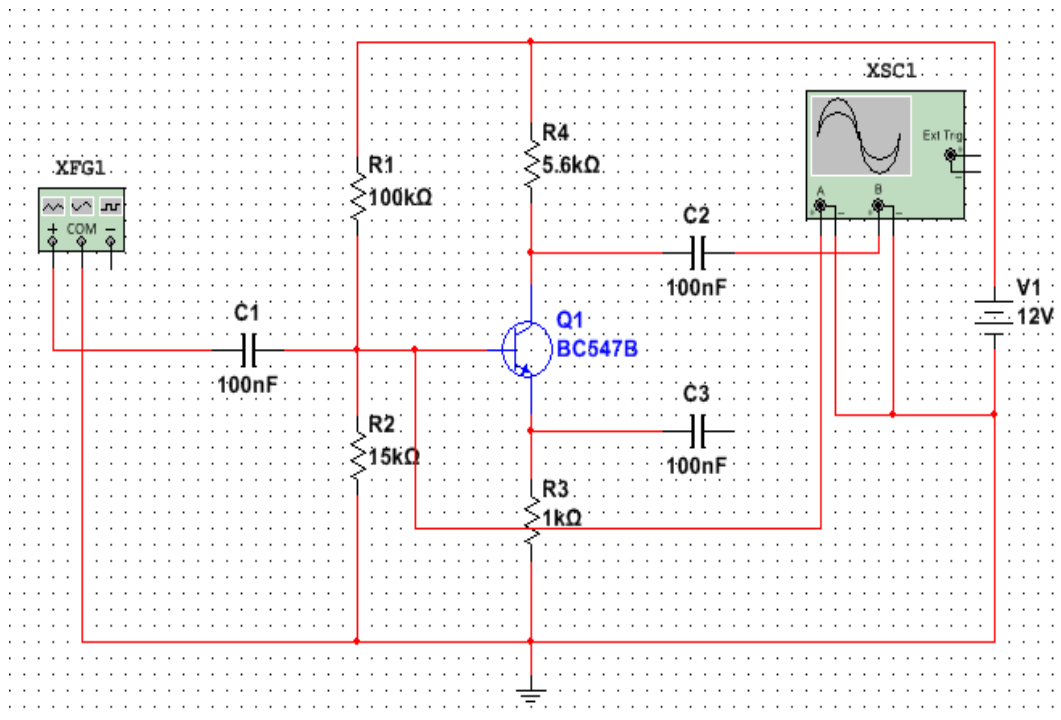 XSC1
Ext Trig
+
-
A
B
+ - + -
XFG1
+ COM -
R1
100kΩ
R4
5.6kΩ
C2
100nF
V1
12V
C1
100nF
Q1
BC547B
C3
100nF
R2
15kΩ
R3
1kΩ